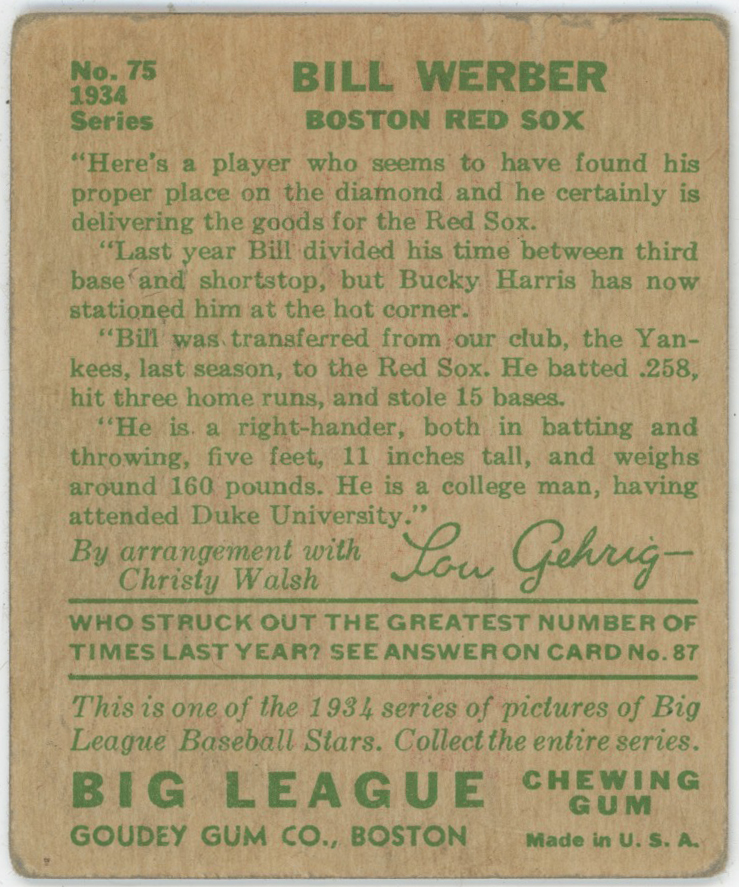 No. 75
1934
Series
BILL WERBER
BOSTON RED SOX
"Here's a player who seems to have found his
proper place on the diamond and he certainly is
delivering the goods for the Red Sox.
"Last year Bill divided his time between third
base and shortstop, but Bucky Harris has now
stationed him at the hot corner.
"Bill was transferred from our club, the Yan-
kees, last season, to the Red Sox. He batted .258,
hit three home runs, and stole 15 bases.
"He is a right-hander, both in batting and
throwing, five feet, 11 inches tall, and weighs
around 160 pounds. He is a college man, having
attended Duke University."
By arrangement with
Christy Walsh
Lou Gehrig
WHO STRUCK OUT THE GREATEST NUMBER OF
TIMES LAST YEAR? SEE ANSWER ON CARD No. 87
This is one of the 1934 series of pictures of Big
League Baseball Stars. Collect the entire series.
BIG LEAGUE
CHEWING
GUM
GOUDEY GUM CO., BOSTON
Made in U. S. A.